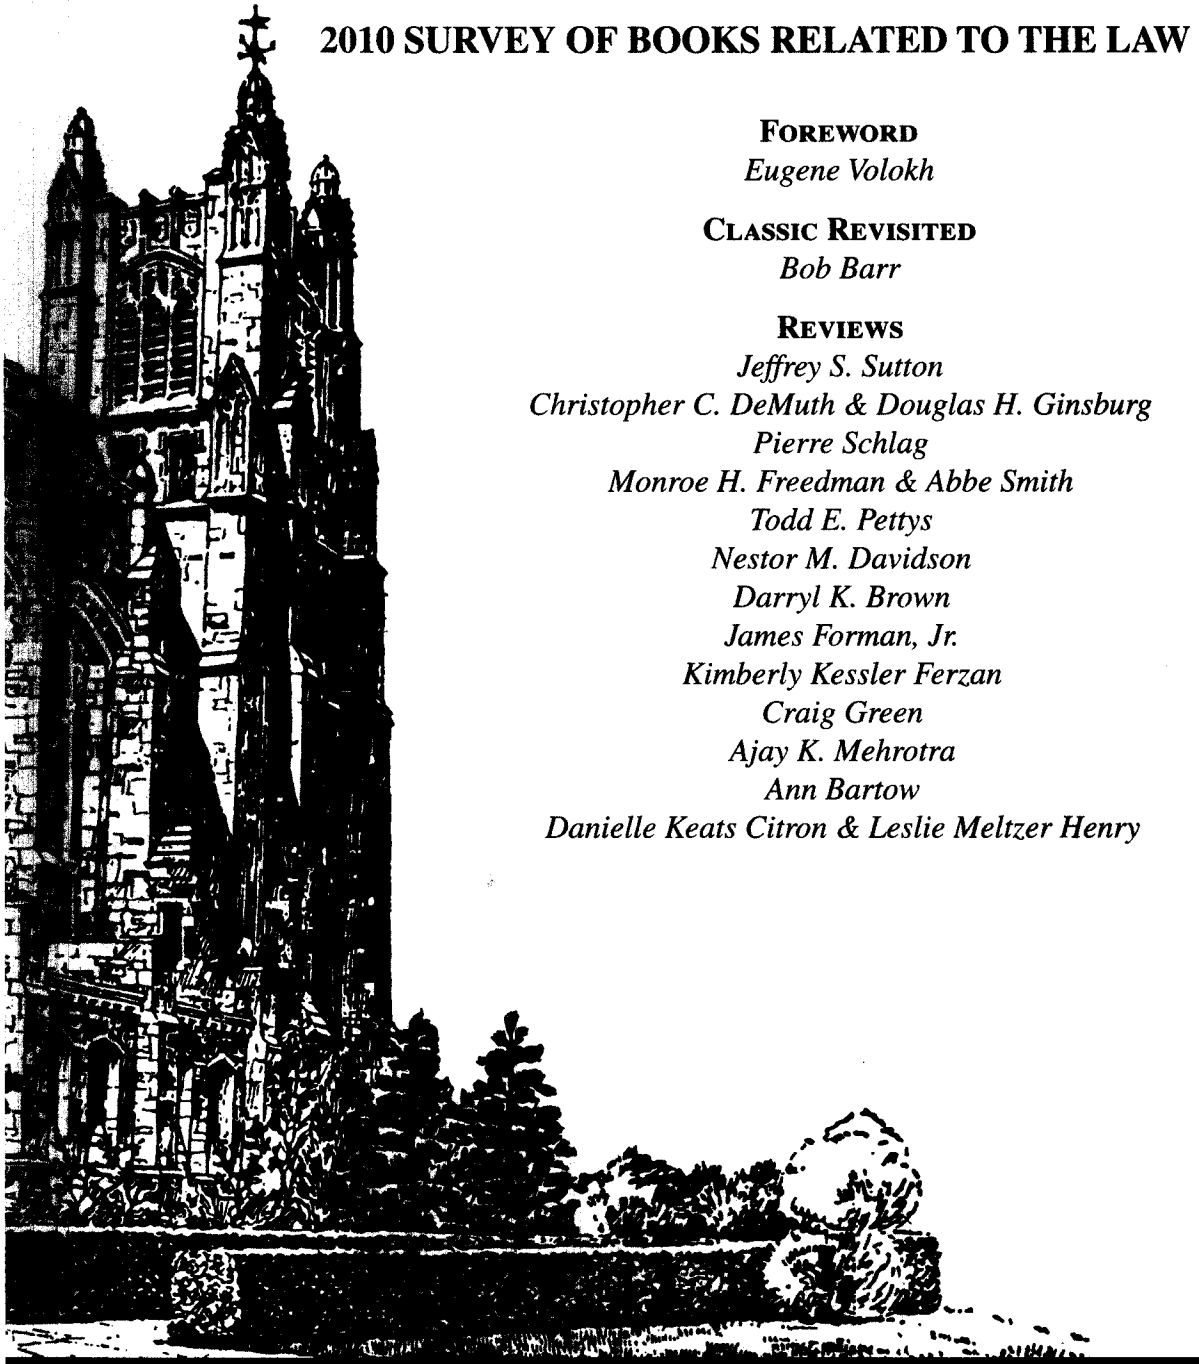 2010 SURVEY OF BOOKS RELATED TO THE LAW
FOREWORD
Eugene Volokh
CLASSIC REVISITED
Bob Barr
REVIEWS
Jeffrey S. Sutton
Christopher C. DeMuth & Douglas H. Ginsburg
Pierre Schlag
Monroe H. Freedman & Abbe Smith
Todd E. Pettys
Nestor M. Davidson
Darryl K. Brown
James Forman, Jr.
Kimberly Kessler Ferzan
Craig Green
Ajay K. Mehrotra
Ann Bartow
Danielle Keats Citron & Leslie Meltzer Henry